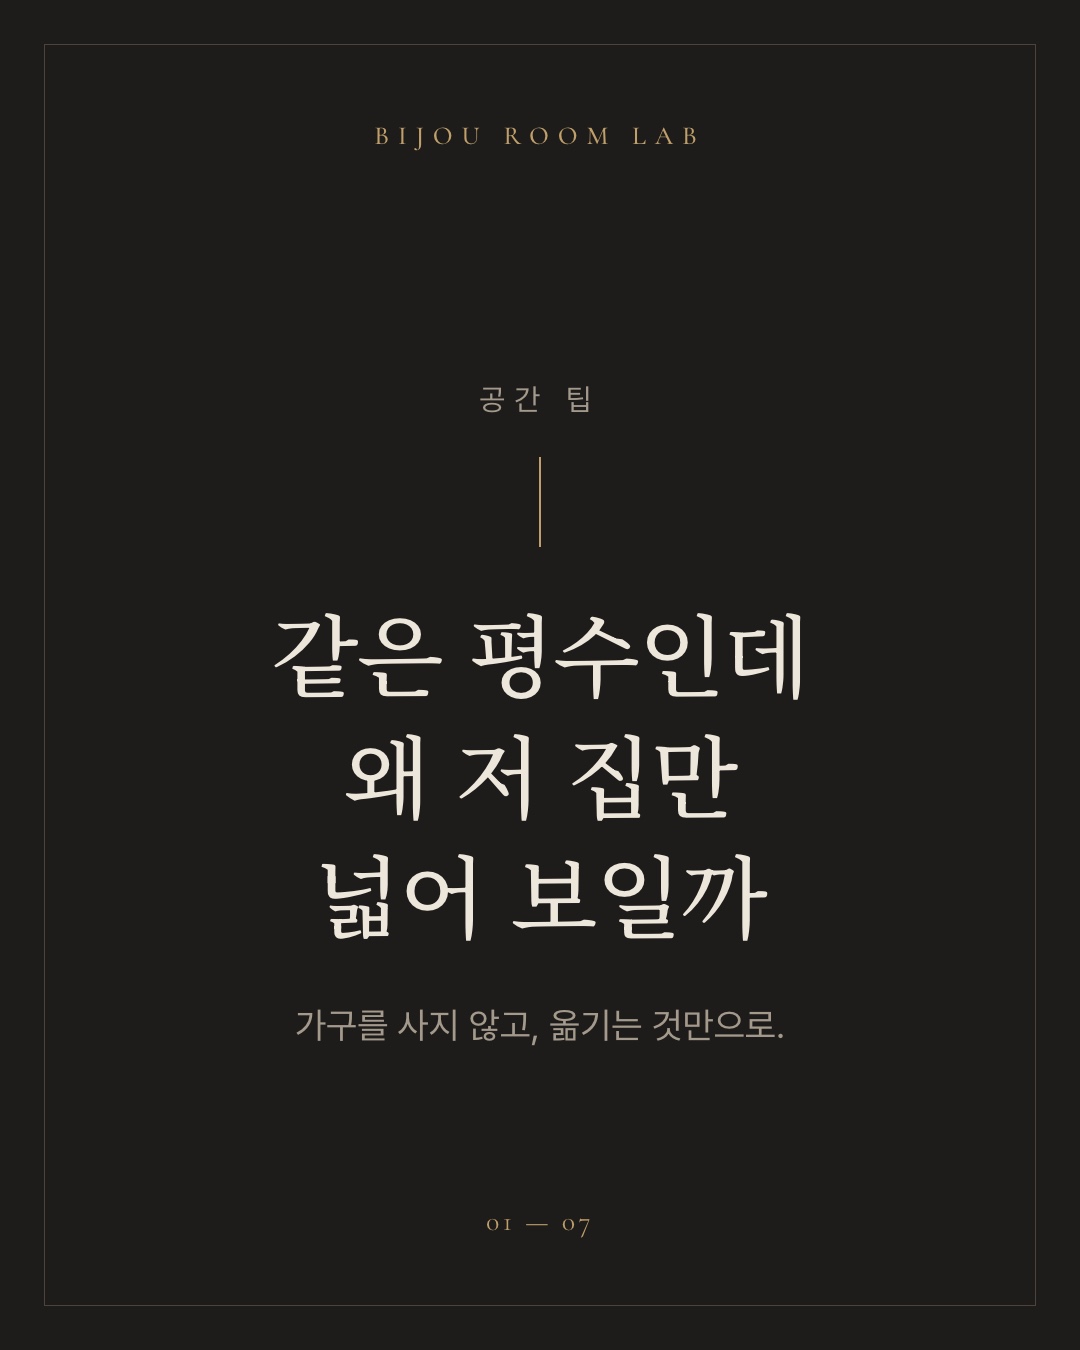 BIJOU ROOM LAB
공간 팁
같은 평수인데
왜 저 집만
넓어 보일까
가구를 사지 않고, 옮기는 것만으로.
01 — 07